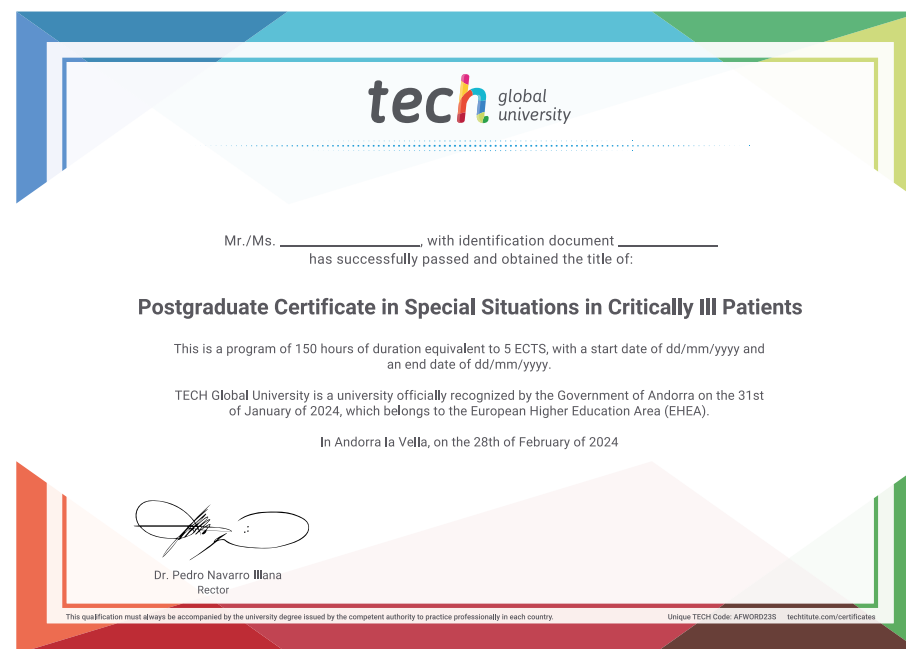 tech global university
Mr./Ms. ____________________, with identification document ______________
has successfully passed and obtained the title of:
Postgraduate Certificate in Special Situations in Critically Ill Patients
This is a program of 150 hours of duration equivalent to 5 ECTS, with a start date of dd/mm/yyyy and
an end date of dd/mm/yyyy.
TECH Global University is a university officially recognized by the Government of Andorra on the 31st
of January of 2024, which belongs to the European Higher Education Area (EHEA).
In Andorra la Vella, on the 28th of February of 2024
Dr. Pedro Navarro Illana
Rector
This qualification must always be accompanied by the university degree issued by the competent authority to practice professionally in each country.
Unique TECH Code: AFWORD23S techtitute.com/certificates